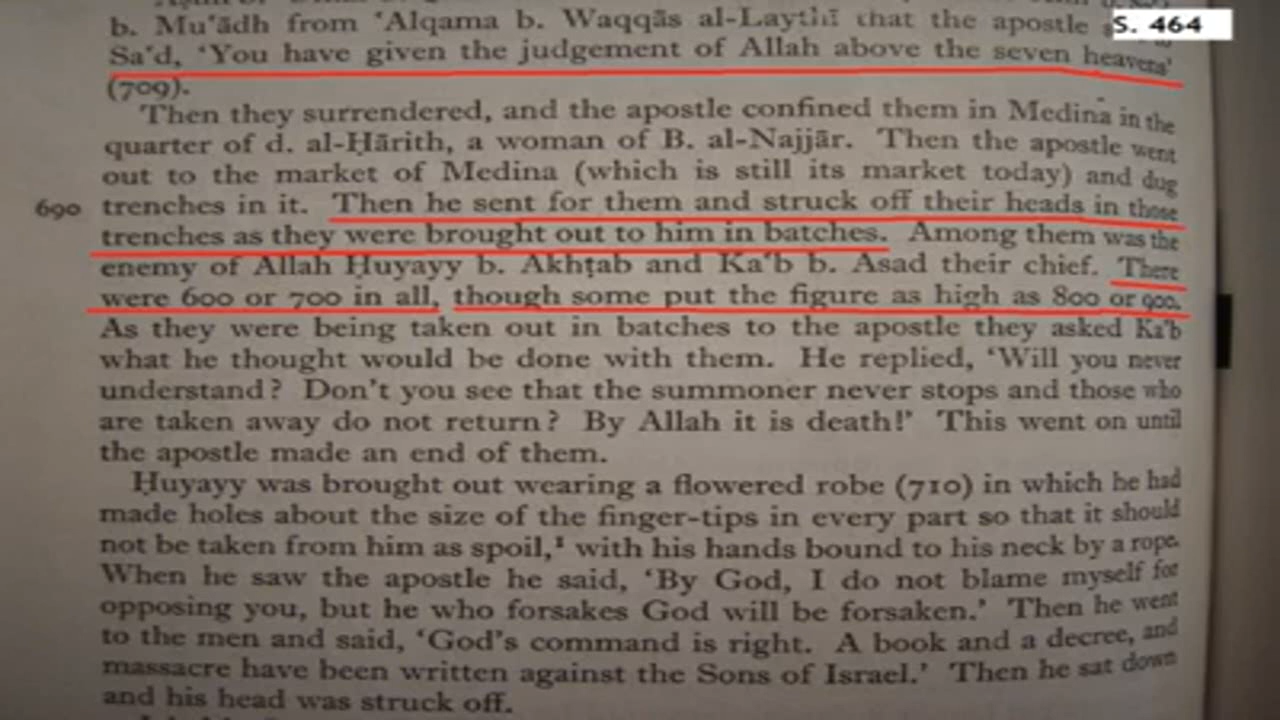 b. Mu'ādh from 'Alqama b. Waqqāṣ al-Laythī that the apostle
S. 464
Sa'd, 'You have given the judgement of Allah above the seven heavens'
(709).
Then they surrendered, and the apostle confined them in Medina in the
quarter of d. al-Ḥārith, a woman of B. al-Najjār. Then the apostle went
out to the market of Medina (which is still its market today) and dug
690 trenches in it. Then he sent for them and struck off their heads in those
trenches as they were brought out to him in batches. Among them was the
enemy of Allah Ḥuyayy b. Akhṭab and Ka'b b. Asad their chief. There
were 600 or 700 in all, though some put the figure as high as 800 or 900.
As they were being taken out in batches to the apostle they asked Ka'b
what he thought would be done with them. He replied, 'Will you never
understand? Don't you see that the summoner never stops and those who
are taken away do not return? By Allah it is death!' This went on until
the apostle made an end of them.
Ḥuyayy was brought out wearing a flowered robe (710) in which he had
made holes about the size of the finger-tips in every part so that it should
not be taken from him as spoil,¹ with his hands bound to his neck by a rope.
When he saw the apostle he said, 'By God, I do not blame myself for
opposing you, but he who forsakes God will be forsaken.' Then he went
to the men and said, 'God's command is right. A book and a decree, and
massacre have been written against the Sons of Israel.' Then he sat down
and his head was struck off.